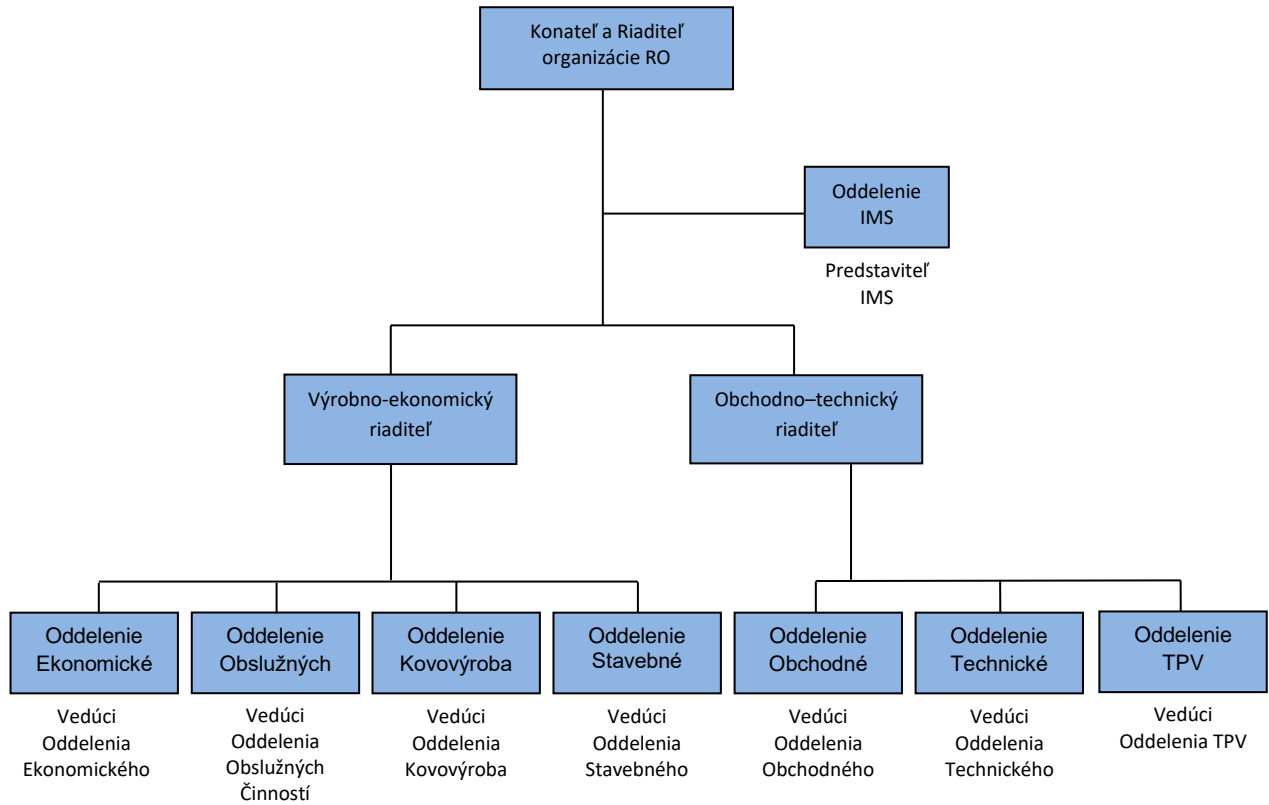 Konateľ a Riaditeľ
organizácie RO
Oddelenie
IMS
Predstaviteľ
IMS
Výrobno-ekonomický
riaditeľ
Obchodno–technický
riaditeľ
Oddelenie
Ekonomické
Vedúci
Oddelenia
Ekonomického
Oddelenie
Obslužných
Vedúci
Oddelenia
Obslužných
Činností
Oddelenie
Kovovýroba
Vedúci
Oddelenia
Kovovýroba
Oddelenie
Stavebné
Vedúci
Oddelenia
Stavebného
Oddelenie
Obchodné
Vedúci
Oddelenia
Obchodného
Oddelenie
Technické
Vedúci
Oddelenia
Technického
Oddelenie
TPV
Vedúci
Oddelenia TPV